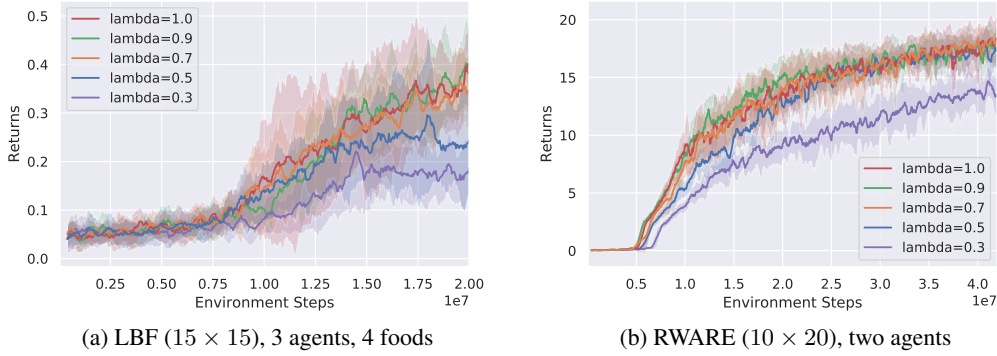 0.5
0.4
0.3
0.2
0.1
0.0
Returns
lambda=1.0
lambda=0.9
lambda=0.7
lambda=0.5
lambda=0.3
0.25 0.50 0.75 1.00 1.25 1.50 1.75 2.00
1e7
Environment Steps
(a) LBF (15 × 15), 3 agents, 4 foods
20
15
10
5
0
Returns
lambda=1.0
lambda=0.9
lambda=0.7
lambda=0.5
lambda=0.3
0.5 1.0 1.5 2.0 2.5 3.0 3.5 4.0
1e7
Environment Steps
(b) RWARE (10 × 20), two agents